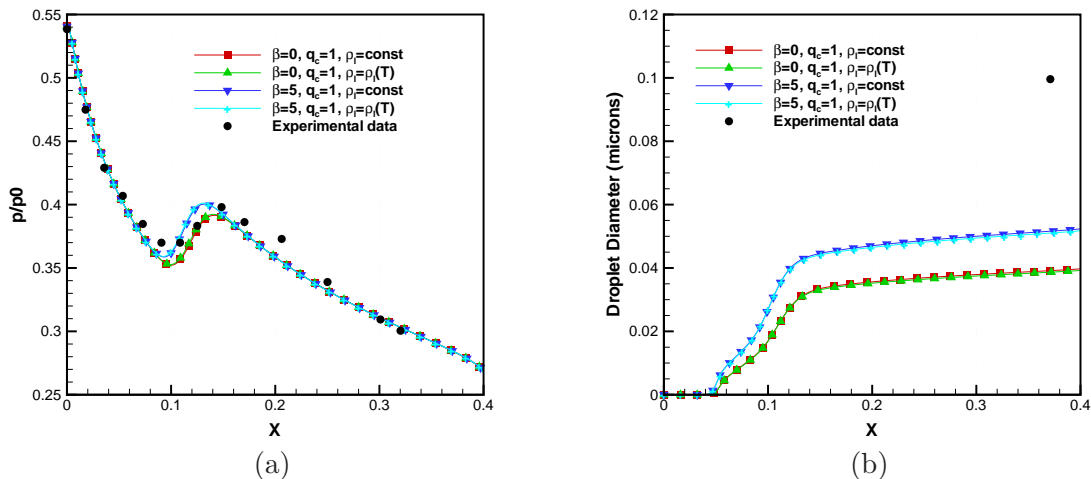 p/p0
0.55
0.5
0.45
0.4
0.35
0.3
0.25
0
0.1
0.2
0.3
0.4
X
β=0, q_c=1, ρ_l=const
β=0, q_c=1, ρ_l=ρ_l(T)
β=5, q_c=1, ρ_l=const
β=5, q_c=1, ρ_l=ρ_l(T)
Experimental data
(a)
Droplet Diameter (microns)
0.12
0.1
0.08
0.06
0.04
0.02
0
0
0.1
0.2
0.3
0.4
X
β=0, q_c=1, ρ_l=const
β=0, q_c=1, ρ_l=ρ_l(T)
β=5, q_c=1, ρ_l=const
β=5, q_c=1, ρ_l=ρ_l(T)
Experimental data
(b)